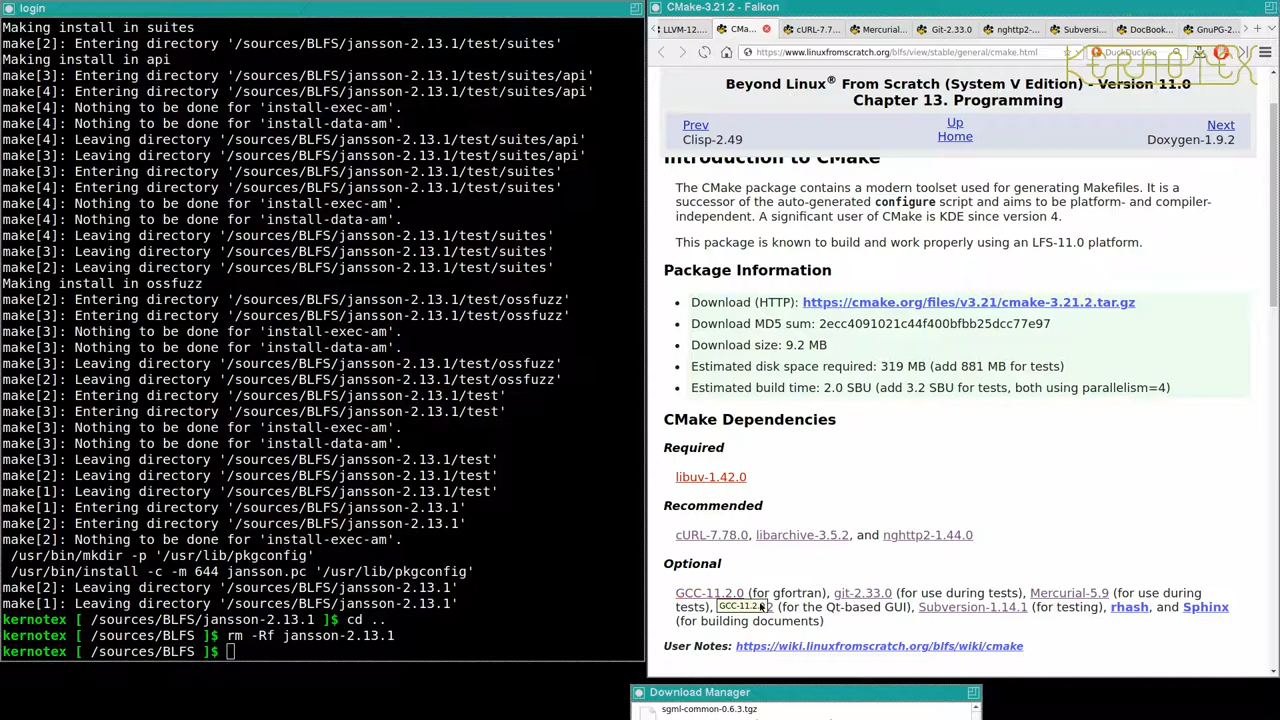 login
Making install in suites
make[2]: Entering directory '/sources/BLFS/jansson-2.13.1/test/suites'
Making install in api
make[3]: Entering directory '/sources/BLFS/jansson-2.13.1/test/suites/api'
make[4]: Entering directory '/sources/BLFS/jansson-2.13.1/test/suites/api'
make[4]: Nothing to be done for 'install-exec-am'.
make[4]: Nothing to be done for 'install-data-am'.
make[4]: Leaving directory '/sources/BLFS/jansson-2.13.1/test/suites/api'
make[3]: Leaving directory '/sources/BLFS/jansson-2.13.1/test/suites/api'
make[3]: Entering directory '/sources/BLFS/jansson-2.13.1/test/suites'
make[4]: Entering directory '/sources/BLFS/jansson-2.13.1/test/suites'
make[4]: Nothing to be done for 'install-exec-am'.
make[4]: Nothing to be done for 'install-data-am'.
make[4]: Leaving directory '/sources/BLFS/jansson-2.13.1/test/suites'
make[3]: Leaving directory '/sources/BLFS/jansson-2.13.1/test/suites'
make[2]: Leaving directory '/sources/BLFS/jansson-2.13.1/test/suites'
Making install in ossfuzz
make[2]: Entering directory '/sources/BLFS/jansson-2.13.1/test/ossfuzz'
make[3]: Entering directory '/sources/BLFS/jansson-2.13.1/test/ossfuzz'
make[3]: Nothing to be done for 'install-exec-am'.
make[3]: Nothing to be done for 'install-data-am'.
make[3]: Leaving directory '/sources/BLFS/jansson-2.13.1/test/ossfuzz'
make[2]: Leaving directory '/sources/BLFS/jansson-2.13.1/test/ossfuzz'
make[2]: Entering directory '/sources/BLFS/jansson-2.13.1/test'
make[3]: Entering directory '/sources/BLFS/jansson-2.13.1/test'
make[3]: Nothing to be done for 'install-exec-am'.
make[3]: Nothing to be done for 'install-data-am'.
make[3]: Leaving directory '/sources/BLFS/jansson-2.13.1/test'
make[2]: Leaving directory '/sources/BLFS/jansson-2.13.1/test'
make[1]: Leaving directory '/sources/BLFS/jansson-2.13.1/test'
make[1]: Entering directory '/sources/BLFS/jansson-2.13.1'
make[2]: Entering directory '/sources/BLFS/jansson-2.13.1'
make[2]: Nothing to be done for 'install-exec-am'.
/usr/bin/mkdir -p '/usr/lib/pkgconfig'
/usr/bin/install -c -m 644 jansson.pc '/usr/lib/pkgconfig'
make[2]: Leaving directory '/sources/BLFS/jansson-2.13.1'
make[1]: Leaving directory '/sources/BLFS/jansson-2.13.1'
kernotex [ /sources/BLFS/jansson-2.13.1 ]$ cd ..
kernotex [ /sources/BLFS ]$ rm -Rf jansson-2.13.1
kernotex [ /sources/BLFS ]$
CMake-3.21.2 - Falkon
LLVM-12.... CMa... cURL-7.7... Mercurial... Git-2.33.0 nghttp2-... Subversi... DocBook... GnuPG-2...
https://www.linuxfromscratch.org/blfs/view/stable/general/cmake.html DuckDuckGo
KERNOTEX
Beyond Linux® From Scratch (System V Edition) - Version 11.0
Chapter 13. Programming
Prev Up Next
Clisp-2.49 Home Doxygen-1.9.2
Introduction to CMake
The CMake package contains a modern toolset used for generating Makefiles. It is a
successor of the auto-generated configure script and aims to be platform- and compiler-
independent. A significant user of CMake is KDE since version 4.
This package is known to build and work properly using an LFS-11.0 platform.
Package Information
Download (HTTP): https://cmake.org/files/v3.21/cmake-3.21.2.tar.gz
Download MD5 sum: 2ecc4091021c44f400bfbb25dcc77e97
Download size: 9.2 MB
Estimated disk space required: 319 MB (add 881 MB for tests)
Estimated build time: 2.0 SBU (add 3.2 SBU for tests, both using parallelism=4)
CMake Dependencies
Required
libuv-1.42.0
Recommended
cURL-7.78.0, libarchive-3.5.2, and nghttp2-1.44.0
Optional
GCC-11.2.0 (for gfortran), git-2.33.0 (for use during tests), Mercurial-5.9 (for use during
tests), GCC-11.2. 2 (for the Qt-based GUI), Subversion-1.14.1 (for testing), rhash, and Sphinx
(for building documents)
User Notes: https://wiki.linuxfromscratch.org/blfs/wiki/cmake
Download Manager
sgml-common-0.6.3.tgz